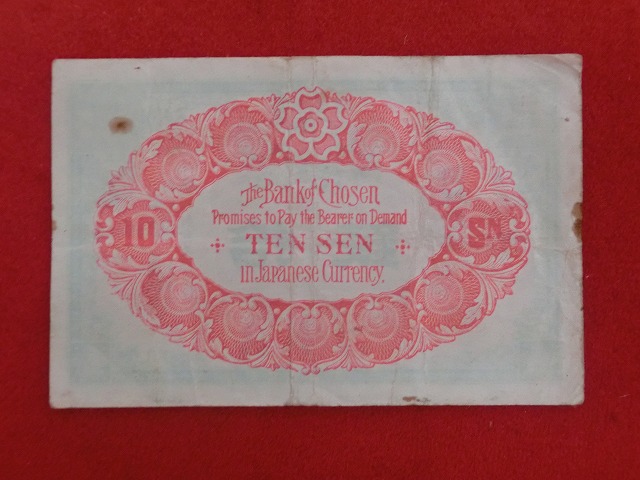 The Bank of Chosen
Promises to Pay the Bearer on Demand
10
TEN SEN
SN
in Japanese Currency.